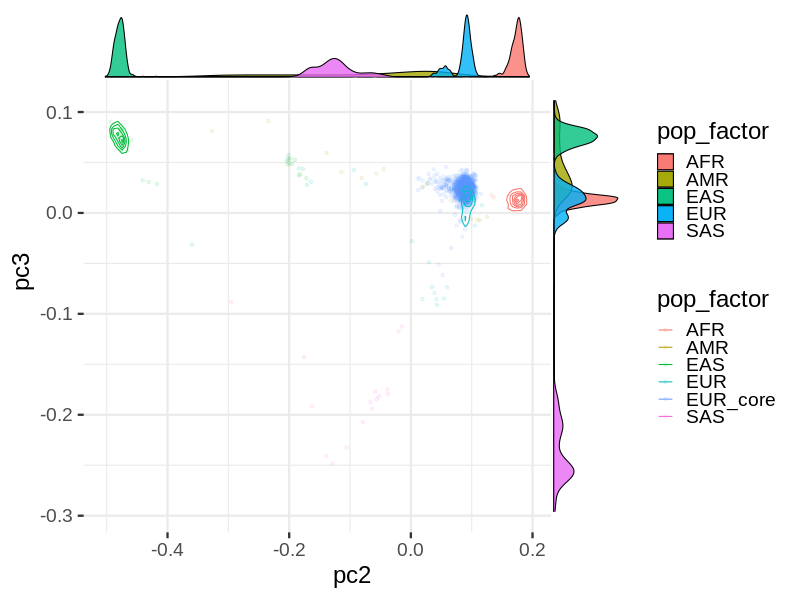 0.1
0.0
-0.1
-0.2
-0.3
pc3
-0.4
-0.2
0.0
0.2
pc2
pop_factor
AFR
AMR
EAS
EUR
SAS
pop_factor
AFR
AMR
EAS
EUR
EUR_core
SAS